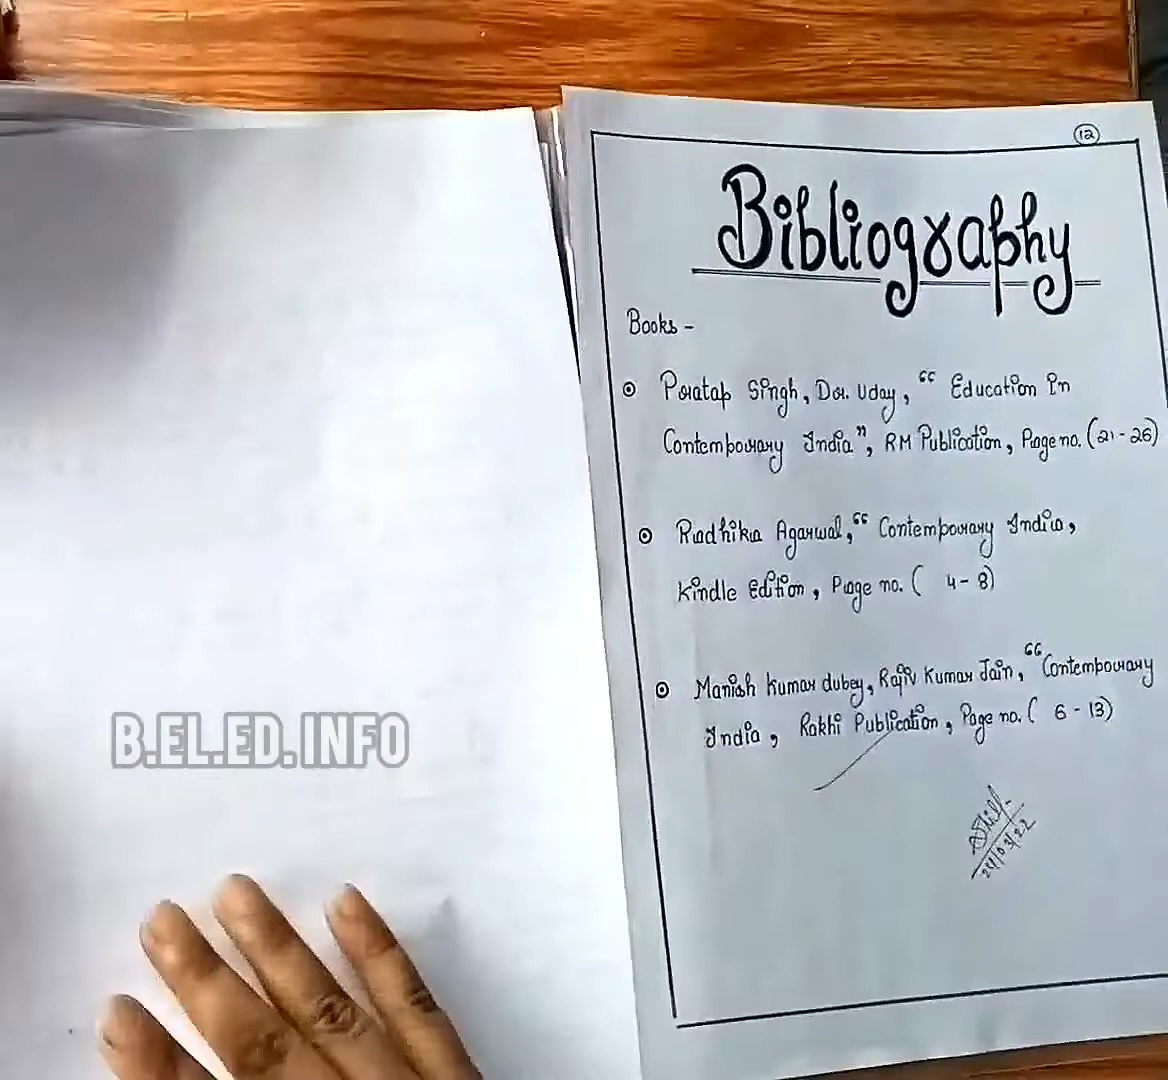 12
Bibliography
Books -
Pratap Singh, Dr. Uday, “ Education in
Contemporary India”, RM Publication, Page no. (21-26)
Radhika Agarwal, “ Contemporary India,
Kindle edition, Page no. ( 4-8)
Manish Kumar dubey, Rajiv Kumar Jain, “Contemporary
India, Rakhi Publication, Page no. ( 6 - 13)
B.EL.ED.INFO